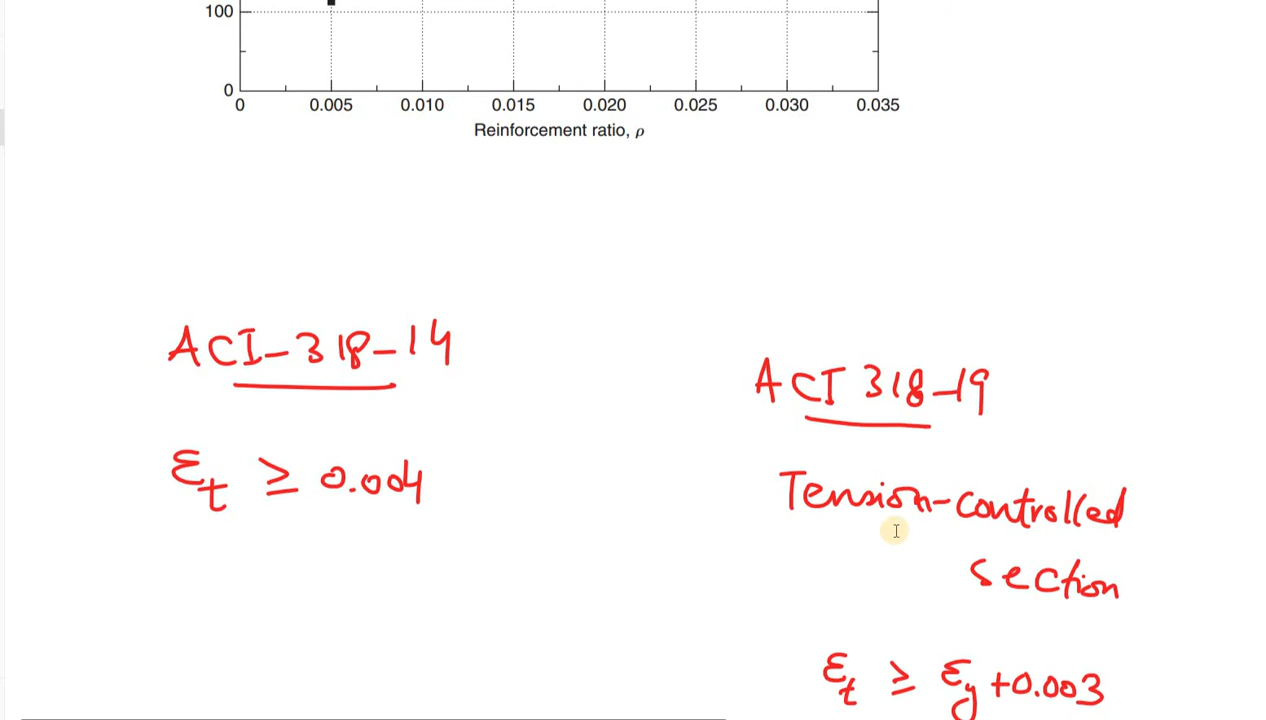 100
0
0 0.005 0.010 0.015 0.020 0.025 0.030 0.035
Reinforcement ratio, ρ
ACI-318-14
εt ≥ 0.004
ACI 318-19
Tension-controlled
section
εt ≥ εy +0.003